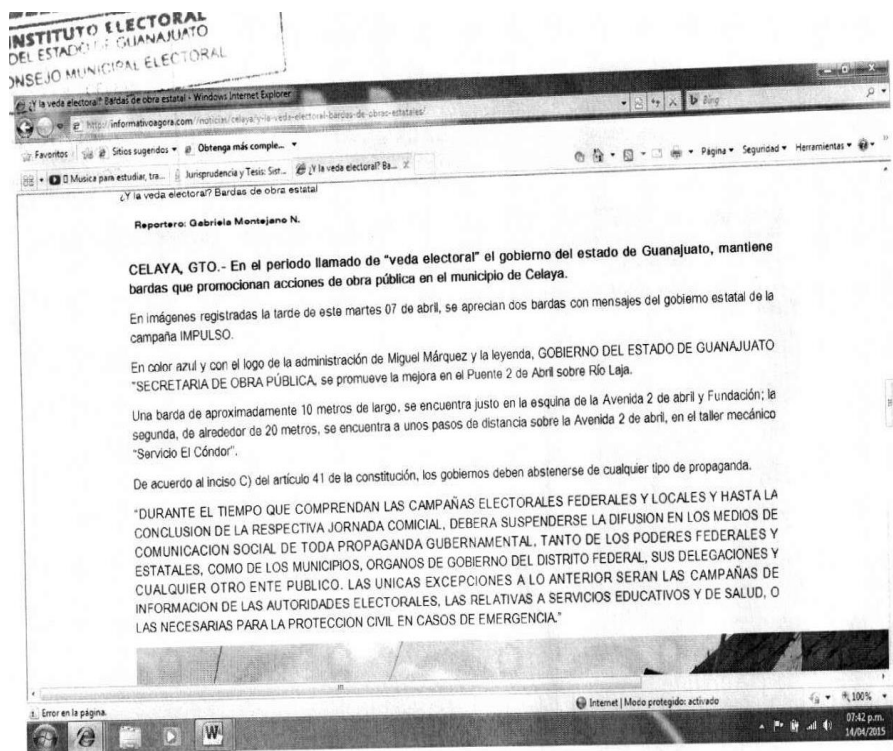 INSTITUTO ELECTORAL
DEL ESTADO DE GUANAJUATO
CONSEJO MUNICIPAL ELECTORAL
¿Y la veda electoral? Bardas de obra estatal - Windows Internet Explorer
http://informativoagora.com/noticias/celaya/y-la-veda-electoral-bardas-de-obras-estatales/
Bing
Favoritos
Sitios sugeridos
Obtenga más comple...
Musica para estudiar, tra...
Jurisprudencia y Tesis: Sist...
¿Y la veda electoral? Ba...
Página
Seguridad
Herramientas
¿Y la veda electoral? Bardas de obra estatal
Reportero: Gabriela Montejano N.
CELAYA, GTO.- En el periodo llamado de “veda electoral” el gobierno del estado de Guanajuato, mantiene
bardas que promocionan acciones de obra pública en el municipio de Celaya.
En imágenes registradas la tarde de este martes 07 de abril, se aprecian dos bardas con mensajes del gobierno estatal de la
campaña IMPULSO.
En color azul y con el logo de la administración de Miguel Márquez y la leyenda, GOBIERNO DEL ESTADO DE GUANAJUATO
“SECRETARIA DE OBRA PÚBLICA, se promueve la mejora en el Puente 2 de Abril sobre Río Laja.
Una barda de aproximadamente 10 metros de largo, se encuentra justo en la esquina de la Avenida 2 de abril y Fundación; la
segunda, de alrededor de 20 metros, se encuentra a unos pasos de distancia sobre la Avenida 2 de abril, en el taller mecánico
“Servicio El Cóndor”.
De acuerdo al inciso C) del artículo 41 de la constitución, los gobiernos deben abstenerse de cualquier tipo de propaganda.
“DURANTE EL TIEMPO QUE COMPRENDAN LAS CAMPAÑAS ELECTORALES FEDERALES Y LOCALES Y HASTA LA
CONCLUSION DE LA RESPECTIVA JORNADA COMICIAL, DEBERA SUSPENDERSE LA DIFUSION EN LOS MEDIOS DE
COMUNICACION SOCIAL DE TODA PROPAGANDA GUBERNAMENTAL, TANTO DE LOS PODERES FEDERALES Y
ESTATALES, COMO DE LOS MUNICIPIOS, ORGANOS DE GOBIERNO DEL DISTRITO FEDERAL, SUS DELEGACIONES Y
CUALQUIER OTRO ENTE PUBLICO. LAS UNICAS EXCEPCIONES A LO ANTERIOR SERAN LAS CAMPAÑAS DE
INFORMACION DE LAS AUTORIDADES ELECTORALES, LAS RELATIVAS A SERVICIOS EDUCATIVOS Y DE SALUD, O
LAS NECESARIAS PARA LA PROTECCION CIVIL EN CASOS DE EMERGENCIA.”
Error en la página.
Internet | Modo protegido: activado
100%
07:42 p.m.
14/04/2015